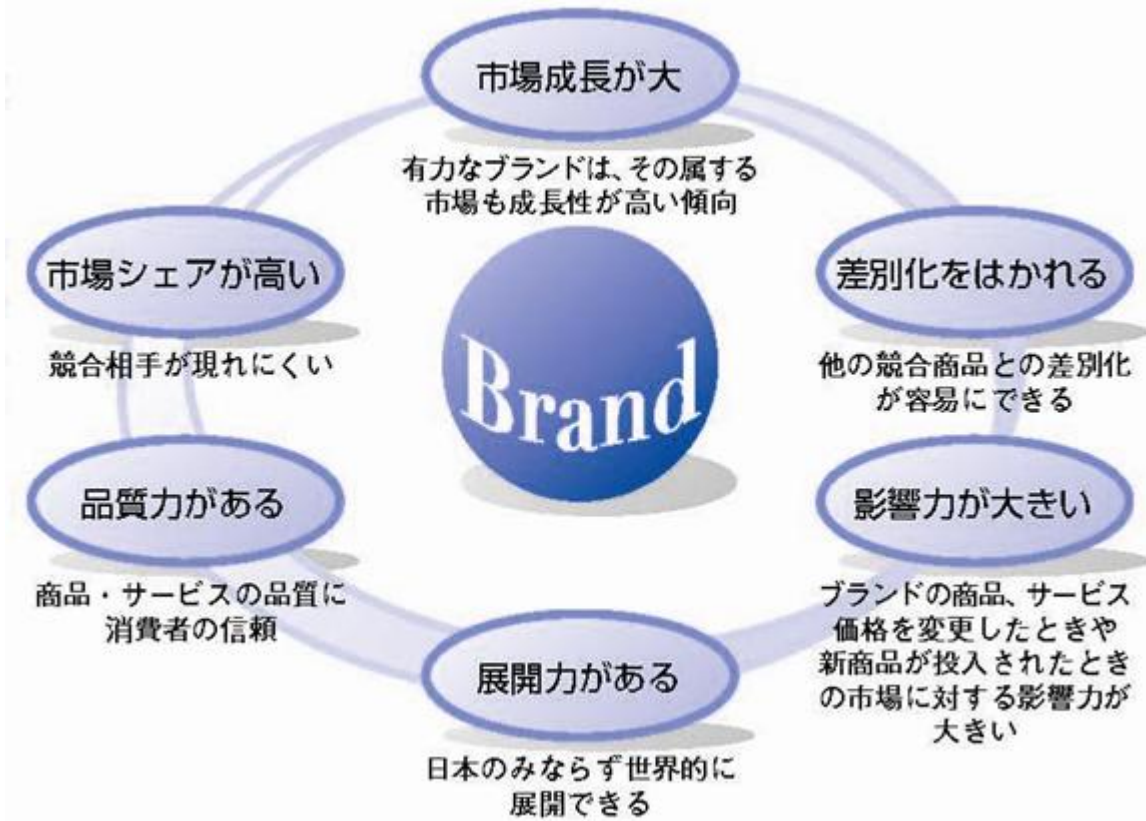 市場成長が大
有力なブランドは、その属する
市場も成長性が高い傾向
市場シェアが高い
競合相手が現れにくい
差別化をはかれる
他の競合商品との差別化
が容易にできる
Brand
品質力がある
商品・サービスの品質に
消費者の信頼
影響力が大きい
ブランドの商品、サービス
価格を変更したときや
新商品が投入されたとき
の市場に対する影響力が
大きい
展開力がある
日本のみならず世界的に
展開できる